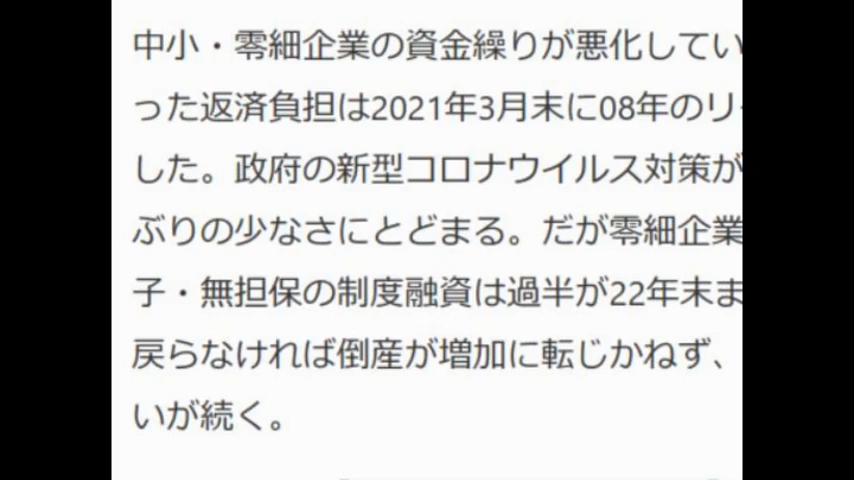 中小・零細企業の資金繰りが悪化してい
った返済負担は2021年3月末に08年のリ
した。政府の新型コロナウイルス対策が
ぶりの少なさにとどまる。だが零細企業
子・無担保の制度融資は過半が22年末ま
戻らなければ倒産が増加に転じかねず、
いが続く。